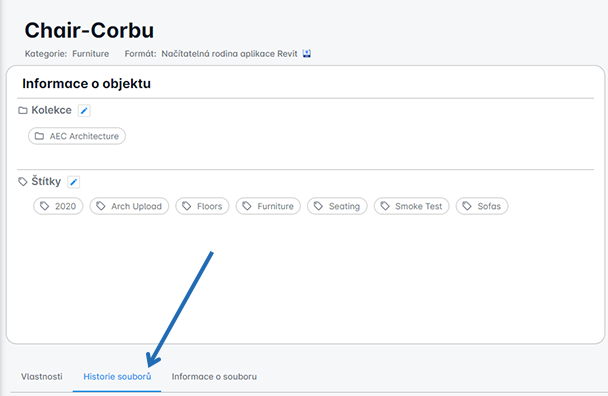 Chair-Corbu
Kategorie: Furniture Formát: Načítatelná rodina aplikace Revit
Informace o objektu
Kolekce
AEC Architecture
Štítky
2020 Arch Upload Floors Furniture Seating Smoke Test Sofas
Vlastnosti Historie souborů Informace o souboru